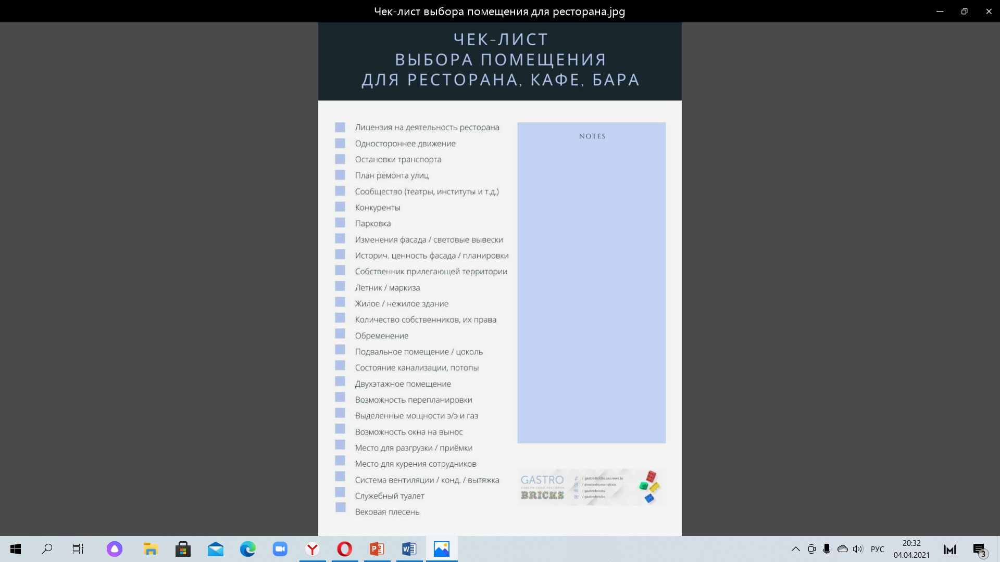 Чек-лист выбора помещения для ресторана.jpg
ЧЕК-ЛИСТ
ВЫБОРА ПОМЕЩЕНИЯ
ДЛЯ РЕСТОРАНА, КАФЕ, БАРА
Лицензия на деятельность ресторана
Одностороннее движение
Остановки транспорта
План ремонта улиц
Сообщество (театры, институты и т.д.)
Конкуренты
Парковка
Изменения фасада / световые вывески
Историч. ценность фасада / планировки
Собственник прилегающей территории
Летник / маркиза
Жилое / нежилое здание
Количество собственников, их права
Обременение
Подвальное помещение / цоколь
Состояние канализации, потопы
Двухэтажное помещение
Возможность перепланировки
Выделенные мощности э/э и газ
Возможность окна на вынос
Место для разгрузки / приёмки
Место для курения сотрудников
Система вентиляции / конд. / вытяжка
Служебный туалет
Вековая плесень
NOTES
GASTRO
СОБЕРИ СВОЙ РЕСТОРАН
BRICKS
/ gastrobricks.uscreen.io
/ @natashumanskaia
/ gastrobricks
/ gastrobricks
РУС
20:32
04.04.2021
3